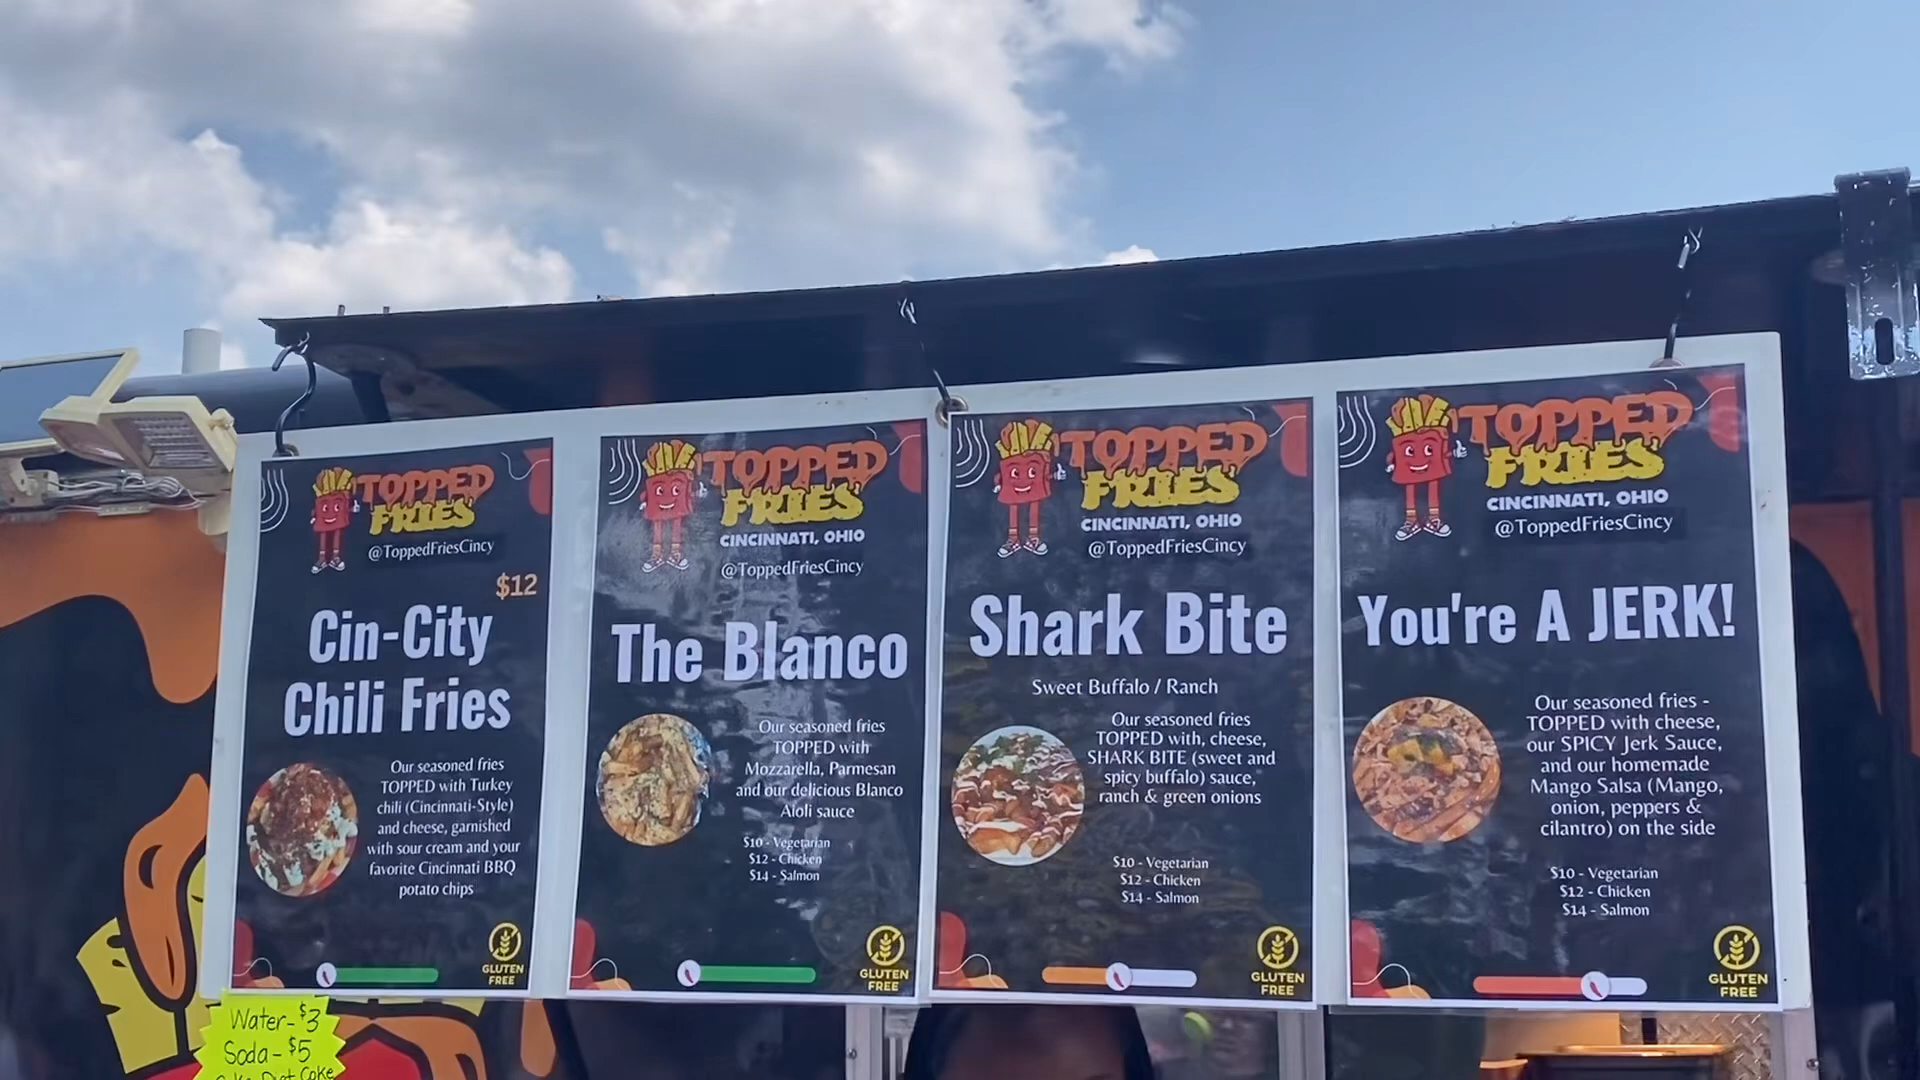 TOPPED
FRIES
@ToppedFriesCincy
$12
Cin-City
Chili Fries
Our seasoned fries
TOPPED with Turkey
chili (Cincinnati-Style)
and cheese, garnished
with sour cream and your
favorite Cincinnati BBQ
potato chips
GLUTEN
FREE
TOPPED
FRIES
CINCINNATI, OHIO
@ToppedFriesCincy
The Blanco
Our seasoned fries
TOPPED with
Mozzarella, Parmesan
and our delicious Blanco
Aioli sauce
$10 - Vegetarian
$12 - Chicken
$14 - Salmon
GLUTEN
FREE
TOPPED
FRIES
CINCINNATI, OHIO
@ToppedFriesCincy
Shark Bite
Sweet Buffalo / Ranch
Our seasoned fries
TOPPED with, cheese,
SHARK BITE (sweet and
spicy buffalo) sauce,
ranch & green onions
$10 - Vegetarian
$12 - Chicken
$14 - Salmon
GLUTEN
FREE
TOPPED
FRIES
CINCINNATI, OHIO
@ToppedFriesCincy
You're A JERK!
Our seasoned fries -
TOPPED with cheese,
our SPICY Jerk Sauce,
and our homemade
Mango Salsa (Mango,
onion, peppers &
cilantro) on the side
$10 - Vegetarian
$12 - Chicken
$14 - Salmon
GLUTEN
FREE
Water - $3
Soda - $5
Coke